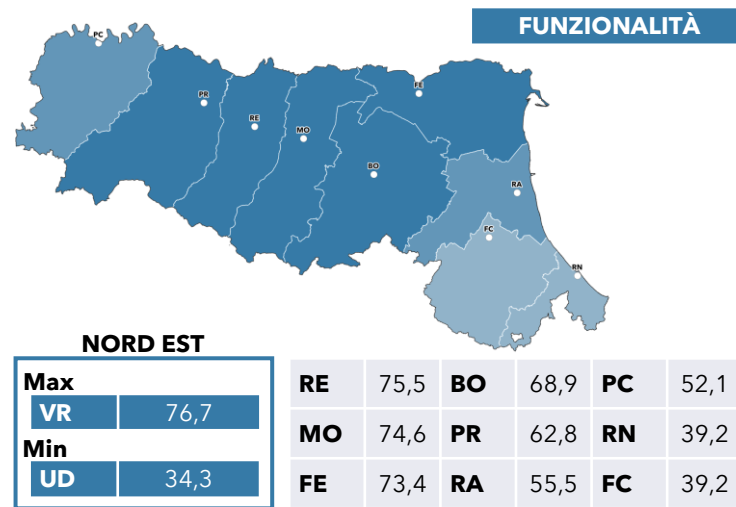 FUNZIONALITÀ
PC
PR
RE
MO
FE
BO
RA
FC
RN
NORD EST
Max
VR 76,7
Min
UD 34,3
RE 75,5 BO 68,9 PC 52,1
MO 74,6 PR 62,8 RN 39,2
FE 73,4 RA 55,5 FC 39,2